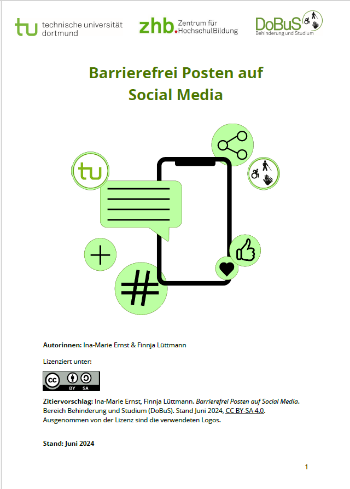 tu technische universität
dortmund
zhb. Zentrum für
HochschulBildung
DoBuS
Behinderung und Studium
Barrierefrei Posten auf
Social Media
tu
#
Autorinnen: Ina-Marie Ernst & Finnja Lüttmann
Lizenziert unter:
cc BY SA
Zitiervorschlag: Ina-Marie Ernst, Finnja Lüttmann. Barrierefrei Posten auf Social Media.
Bereich Behinderung und Studium (DoBuS). Stand Juni 2024, CC BY-SA 4.0.
Ausgenommen von der Lizenz sind die verwendeten Logos.
Stand: Juni 2024
1